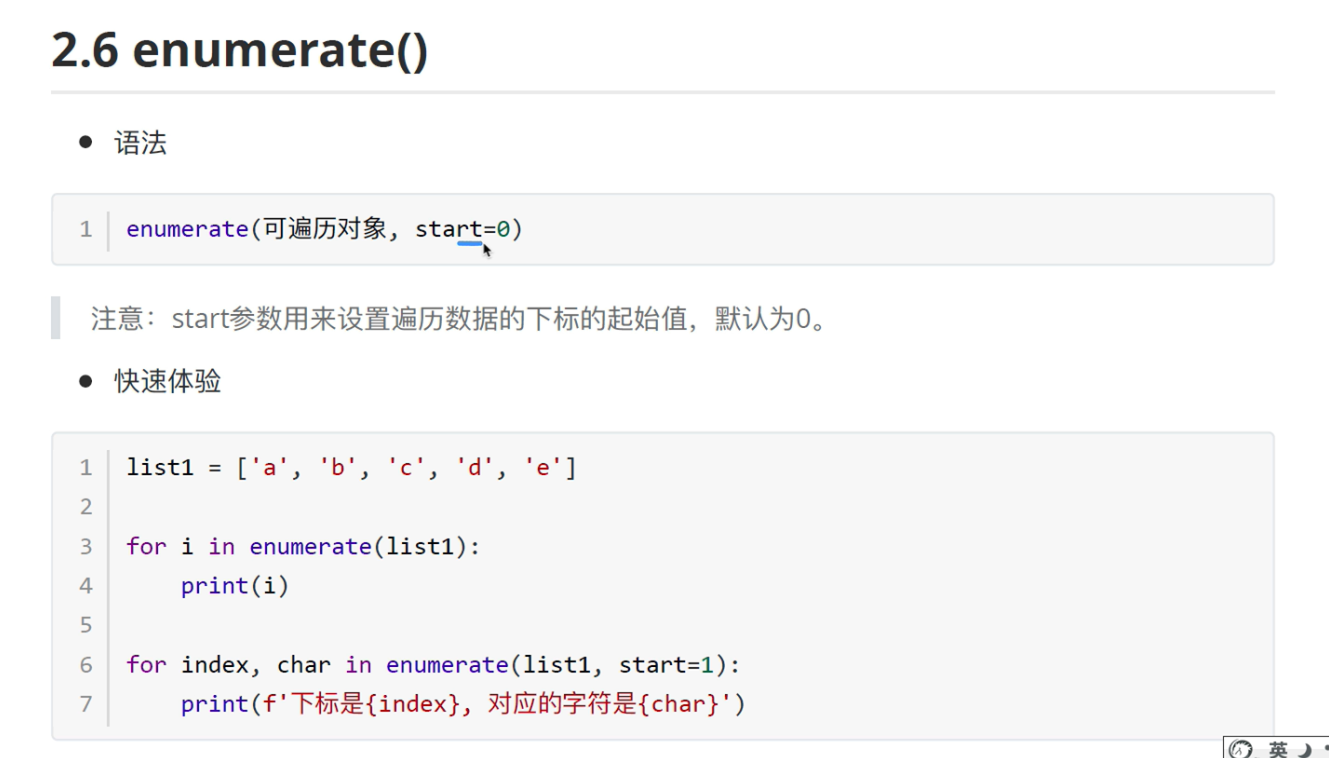 2.6 enumerate()
语法
1 enumerate(可遍历对象, start=0)
注意：start参数用来设置遍历数据的下标的起始值，默认为0。
快速体验
1 list1 = ['a', 'b', 'c', 'd', 'e']
2
3 for i in enumerate(list1):
4     print(i)
5
6 for index, char in enumerate(list1, start=1):
7     print(f'下标是{index}, 对应的字符是{char}')
英